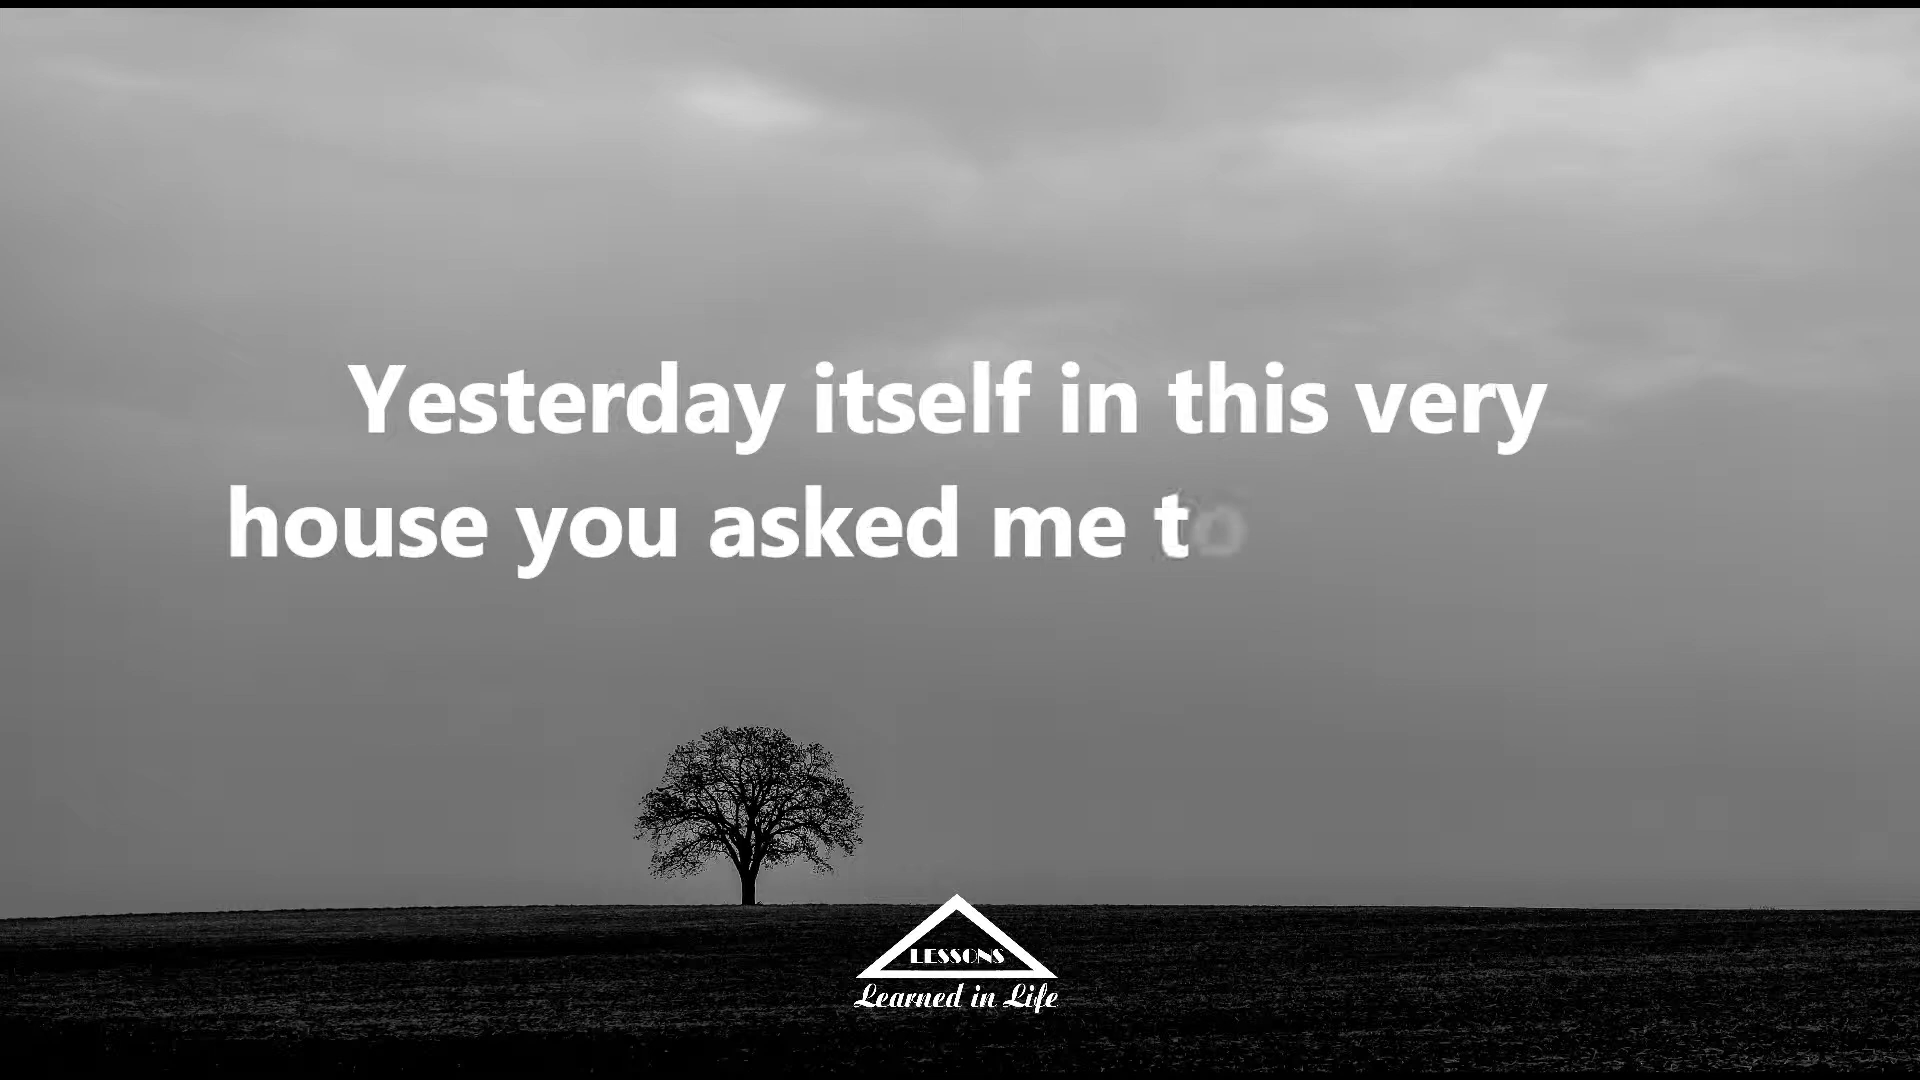 Yesterday itself in this very
house you asked me to
LESSONS
Learned in Life